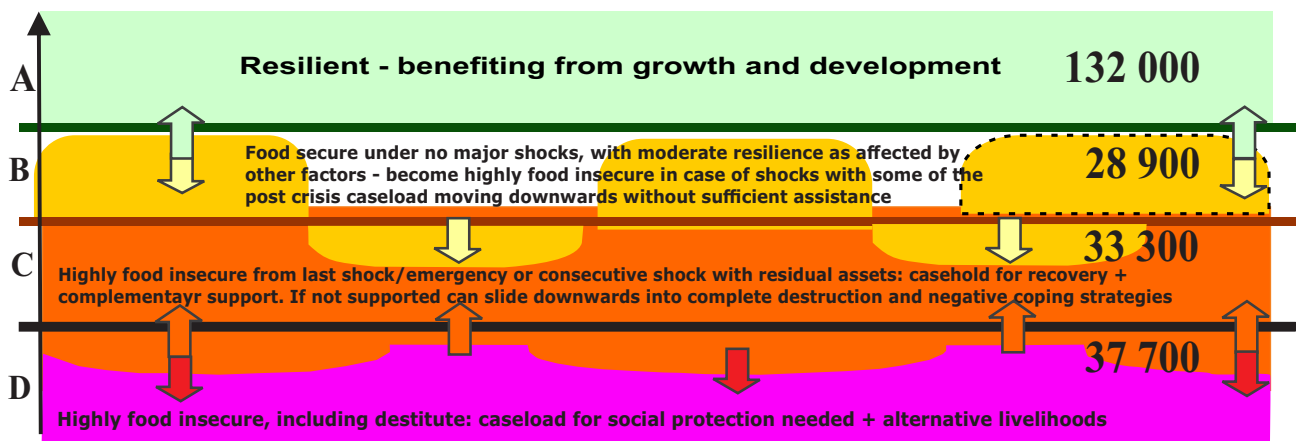 A
Resilient - benefiting from growth and development
132 000
B
Food secure under no major shocks, with moderate resilience as affected by
other factors - become highly food insecure in case of shocks with some of the
post crisis caseload moving downwards without sufficient assistance
28 900
C
33 300
Highly food insecure from last shock/emergency or consecutive shock with residual assets: casehold for recovery +
complementayr support. If not supported can slide downwards into complete destruction and negative coping strategies
D
37 700
Highly food insecure, including destitute: caseload for social protection needed + alternative livelihoods